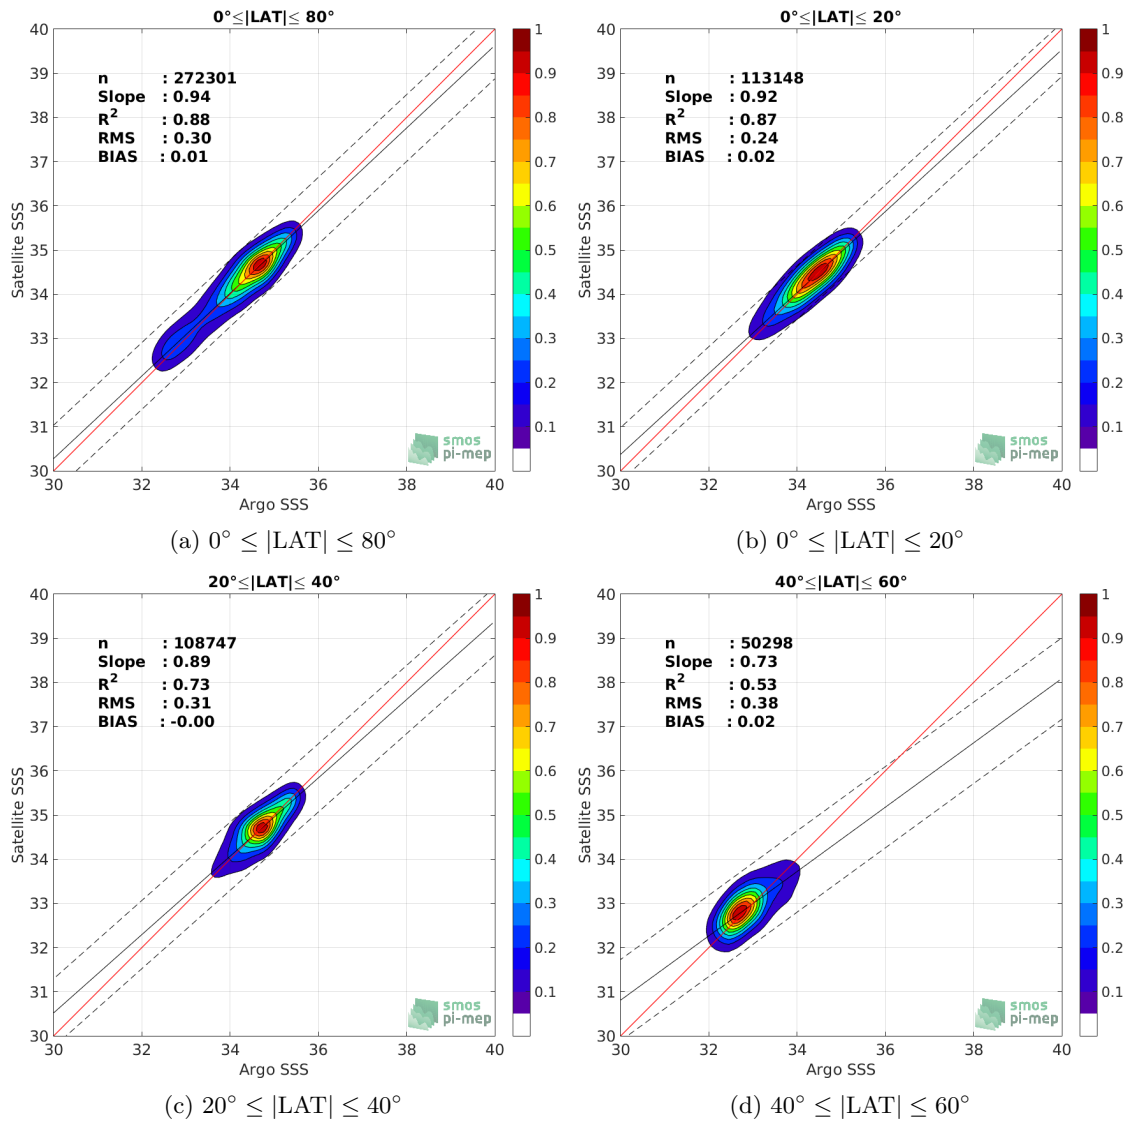 0°≤|LAT|≤ 80°
40
39
38
37
36
35
34
33
32
31
30
Satellite SSS
n : 272301
Slope : 0.94
R2 : 0.88
RMS : 0.30
BIAS : 0.01
smos
pi-mep
30 32 34 36 38 40
Argo SSS
1
0.9
0.8
0.7
0.6
0.5
0.4
0.3
0.2
0.1
(a) 0° ≤ |LAT| ≤ 80°
0°≤|LAT|≤ 20°
40
39
38
37
36
35
34
33
32
31
30
Satellite SSS
n : 113148
Slope : 0.92
R2 : 0.87
RMS : 0.24
BIAS : 0.02
smos
pi-mep
30 32 34 36 38 40
Argo SSS
1
0.9
0.8
0.7
0.6
0.5
0.4
0.3
0.2
0.1
(b) 0° ≤ |LAT| ≤ 20°
20°≤|LAT|≤ 40°
40
39
38
37
36
35
34
33
32
31
30
Satellite SSS
n : 108747
Slope : 0.89
R2 : 0.73
RMS : 0.31
BIAS : -0.00
smos
pi-mep
30 32 34 36 38 40
Argo SSS
1
0.9
0.8
0.7
0.6
0.5
0.4
0.3
0.2
0.1
(c) 20° ≤ |LAT| ≤ 40°
40°≤|LAT|≤ 60°
40
39
38
37
36
35
34
33
32
31
30
Satellite SSS
n : 50298
Slope : 0.73
R2 : 0.53
RMS : 0.38
BIAS : 0.02
smos
pi-mep
30 32 34 36 38 40
Argo SSS
1
0.9
0.8
0.7
0.6
0.5
0.4
0.3
0.2
0.1
(d) 40° ≤ |LAT| ≤ 60°